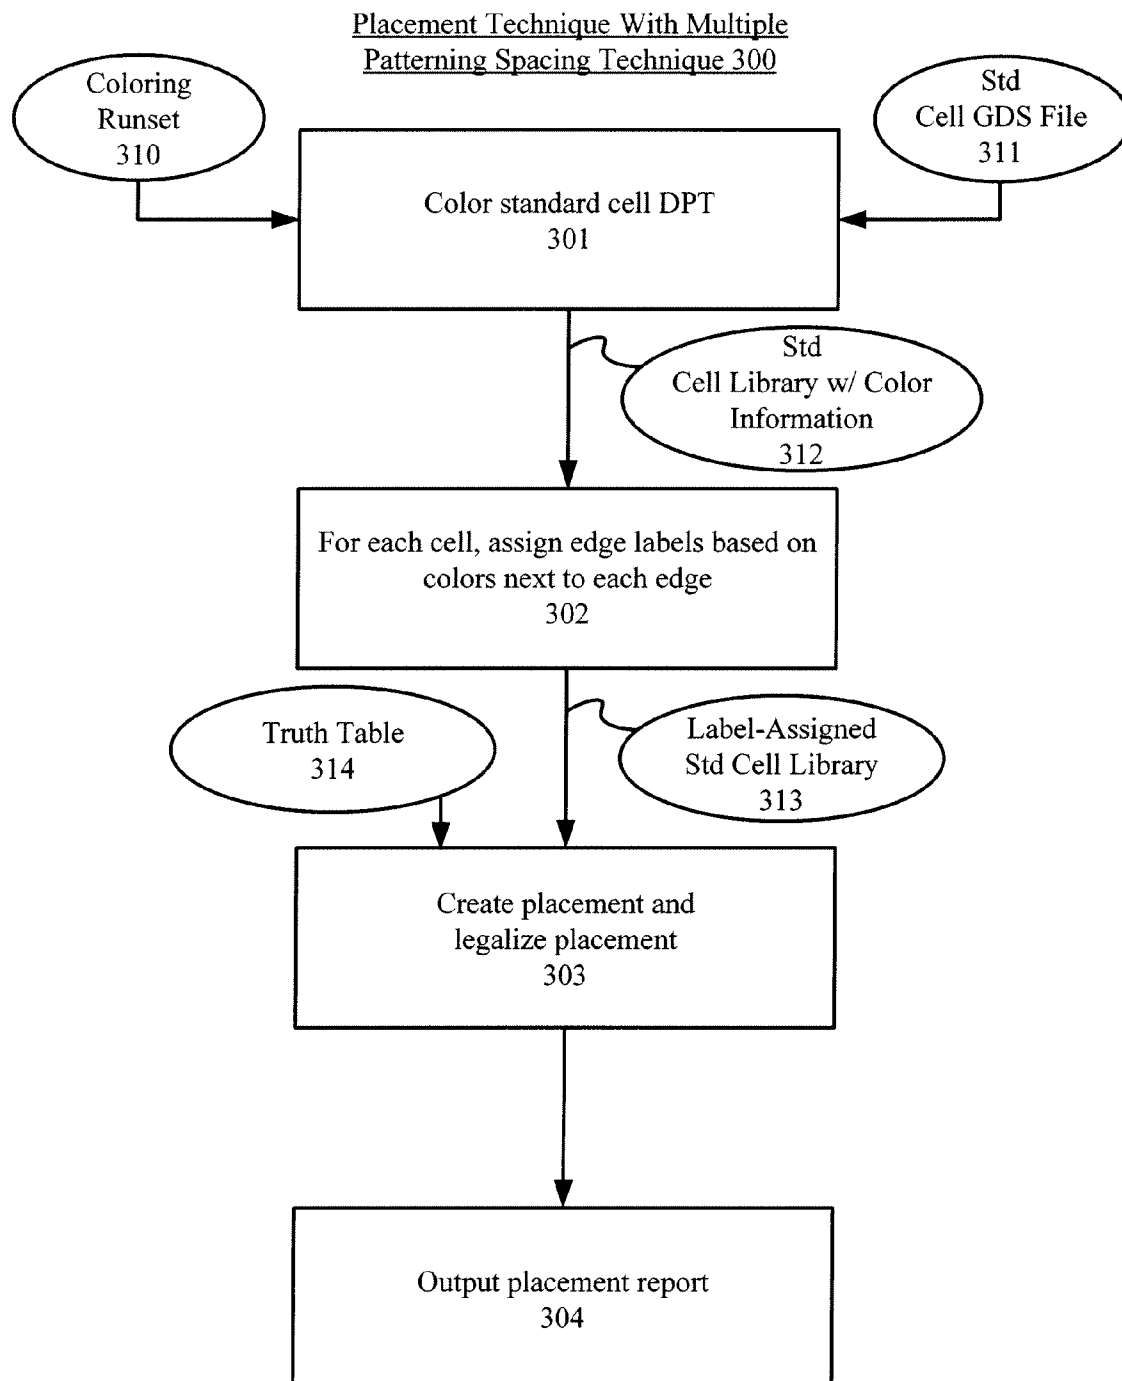 Placement Technique With Multiple
Patterning Spacing Technique 300
Coloring
Runset
310
Std
Cell GDS File
311
Color standard cell DPT
301
Std
Cell Library w/ Color
Information
312
For each cell, assign edge labels based on
colors next to each edge
302
Truth Table
314
Label-Assigned
Std Cell Library
313
Create placement and
legalize placement
303
Output placement report
304